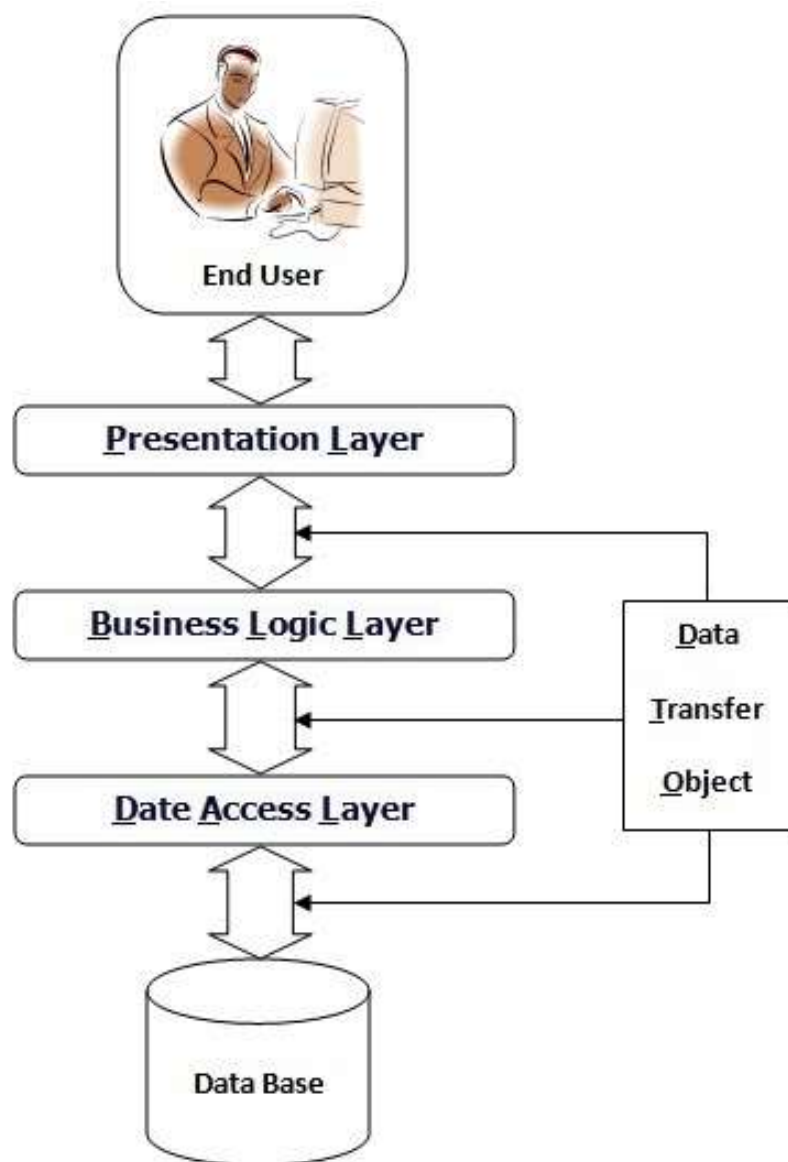 End User
Presentation Layer
Business Logic Layer
Data
Transfer
Object
Date Access Layer
Data Base